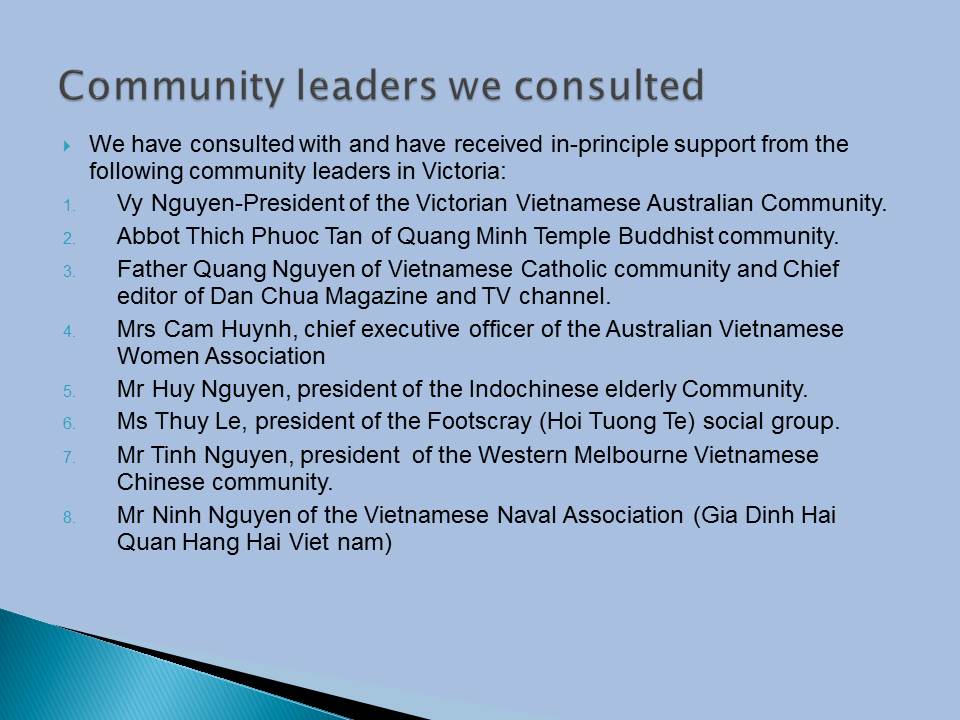 Community leaders we consulted
We have consulted with and have received in-principle support from the
following community leaders in Victoria:
1. Vy Nguyen-President of the Victorian Vietnamese Australian Community.
2. Abbot Thich Phuoc Tan of Quang Minh Temple Buddhist community.
3. Father Quang Nguyen of Vietnamese Catholic community and Chief
editor of Dan Chua Magazine and TV channel.
4. Mrs Cam Huynh, chief executive officer of the Australian Vietnamese
Women Association
5. Mr Huy Nguyen, president of the Indochinese elderly Community.
6. Ms Thuy Le, president of the Footscray (Hoi Tuong Te) social group.
7. Mr Tinh Nguyen, president  of the Western Melbourne Vietnamese
Chinese community.
8. Mr Ninh Nguyen of the Vietnamese Naval Association (Gia Dinh Hai
Quan Hang Hai Viet nam)